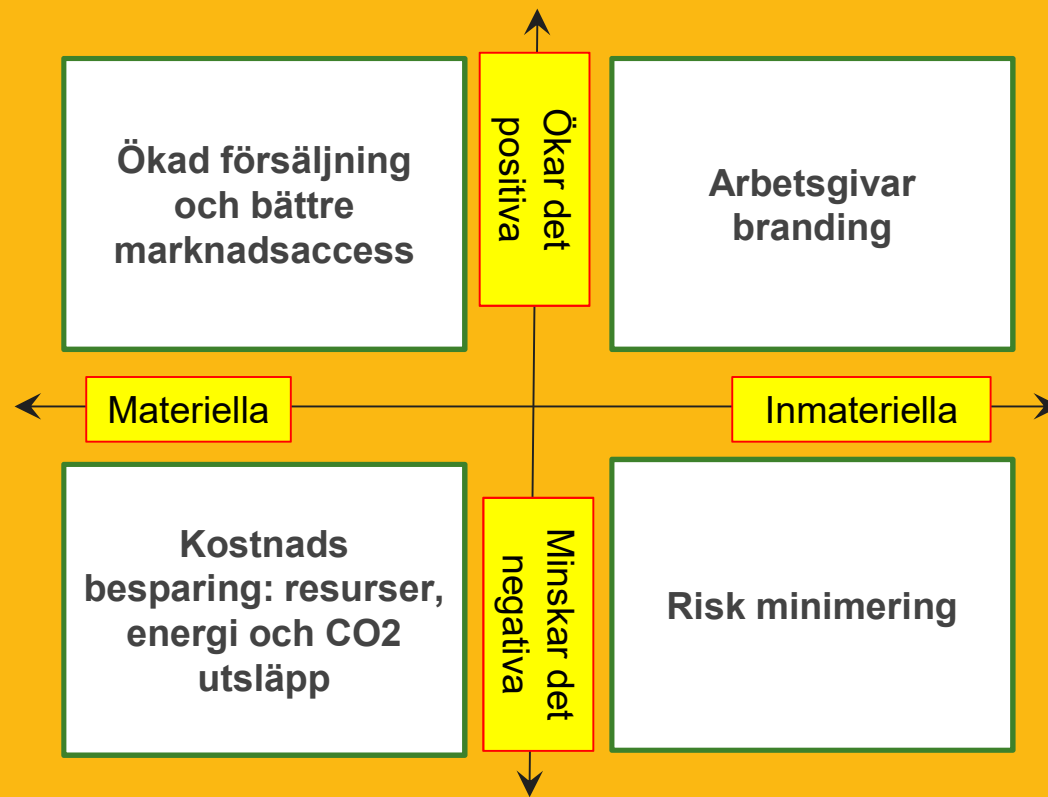 Ökad försäljning
och bättre
marknadsaccess
Ökar det
positiva
Arbetsgivar
branding
Materiella
Inmateriella
Kostnads
besparing: resurser,
energi och CO2
utsläpp
Minskar det
negativa
Risk minimering